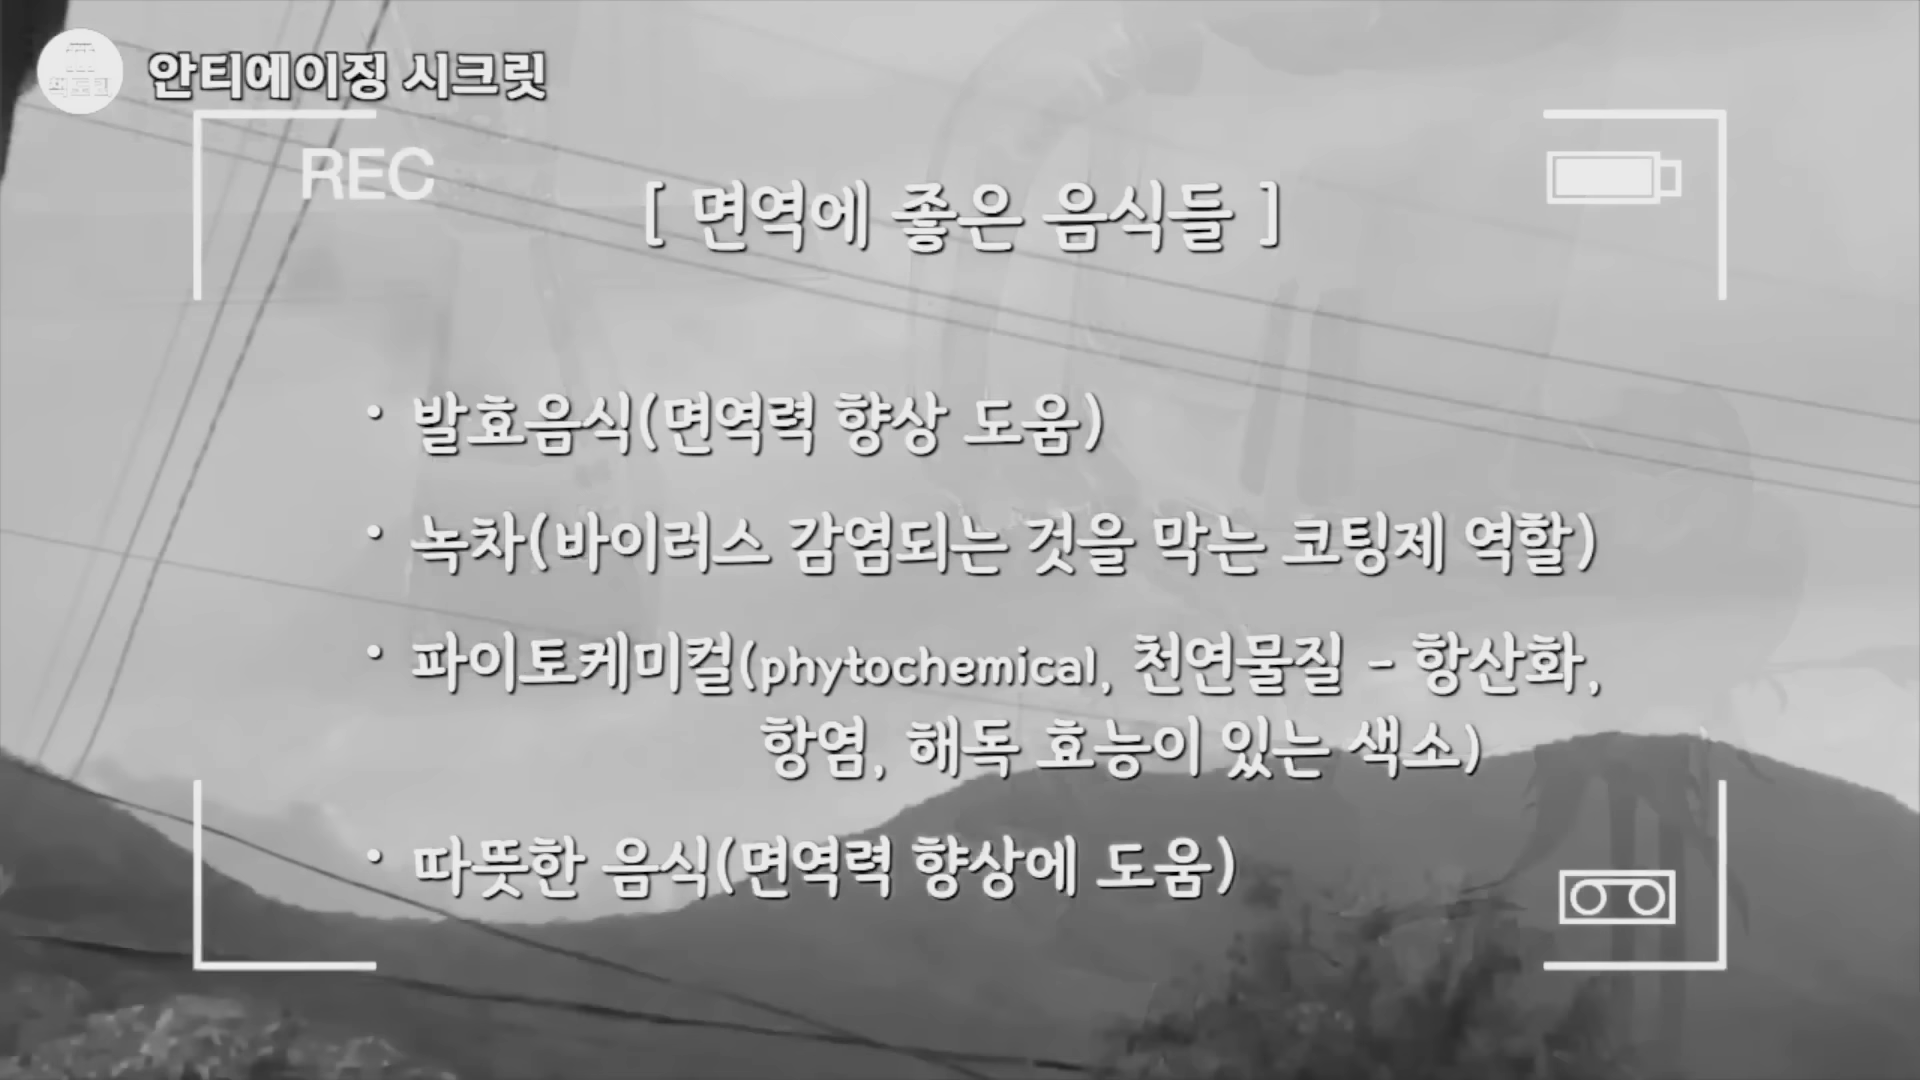 안티에이징 시크릿
REC
[ 면역에 좋은 음식들 ]
· 발효음식(면역력 향상 도움)
· 녹차(바이러스 감염되는 것을 막는 코팅제 역할)
· 파이토케미컬(phytochemical, 천연물질 - 항산화,
항염, 해독 효능이 있는 색소)
· 따뜻한 음식(면역력 향상에 도움)